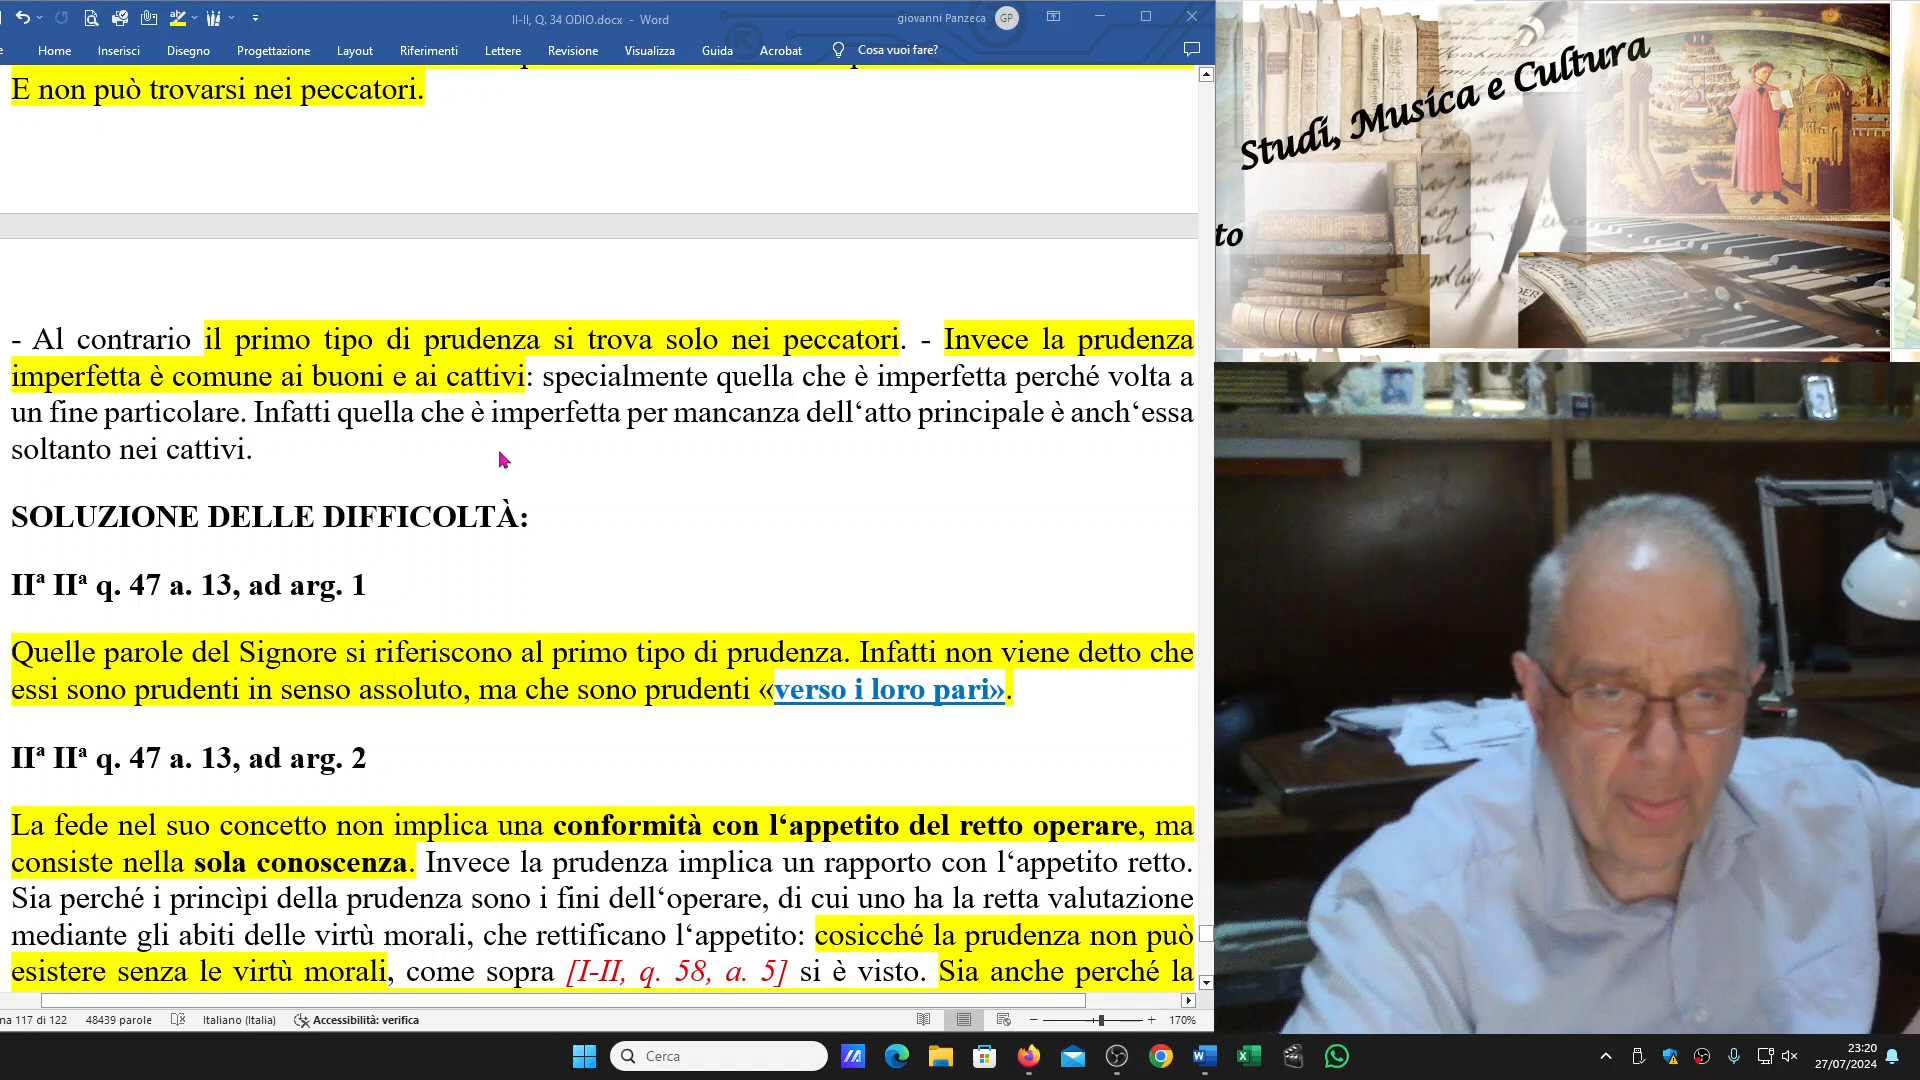 II-II, Q. 34 ODIO.docx - Word
giovanni Panzeca
GP
Home Inserisci Disegno Progettazione Layout Riferimenti Lettere Revisione Visualizza Guida Acrobat Cosa vuoi fare?
E non può trovarsi nei peccatori.
- Al contrario il primo tipo di prudenza si trova solo nei peccatori. - Invece la prudenza
imperfetta è comune ai buoni e ai cattivi: specialmente quella che è imperfetta perché volta a
un fine particolare. Infatti quella che è imperfetta per mancanza dell‘atto principale è anch‘essa
soltanto nei cattivi.
SOLUZIONE DELLE DIFFICOLTÀ:
IIª IIª q. 47 a. 13, ad arg. 1
Quelle parole del Signore si riferiscono al primo tipo di prudenza. Infatti non viene detto che
essi sono prudenti in senso assoluto, ma che sono prudenti «verso i loro pari».
IIª IIª q. 47 a. 13, ad arg. 2
La fede nel suo concetto non implica una conformità con l‘appetito del retto operare, ma
consiste nella sola conoscenza. Invece la prudenza implica un rapporto con l‘appetito retto.
Sia perché i princìpi della prudenza sono i fini dell‘operare, di cui uno ha la retta valutazione
mediante gli abiti delle virtù morali, che rettificano l‘appetito: cosicché la prudenza non può
esistere senza le virtù morali, come sopra [I-II, q. 58, a. 5] si è visto. Sia anche perché la
na 117 di 122 48439 parole Italiano (Italia) Accessibilità: verifica 170%
Studi, Musica e Cultura
to
Cerca
23:20
27/07/2024